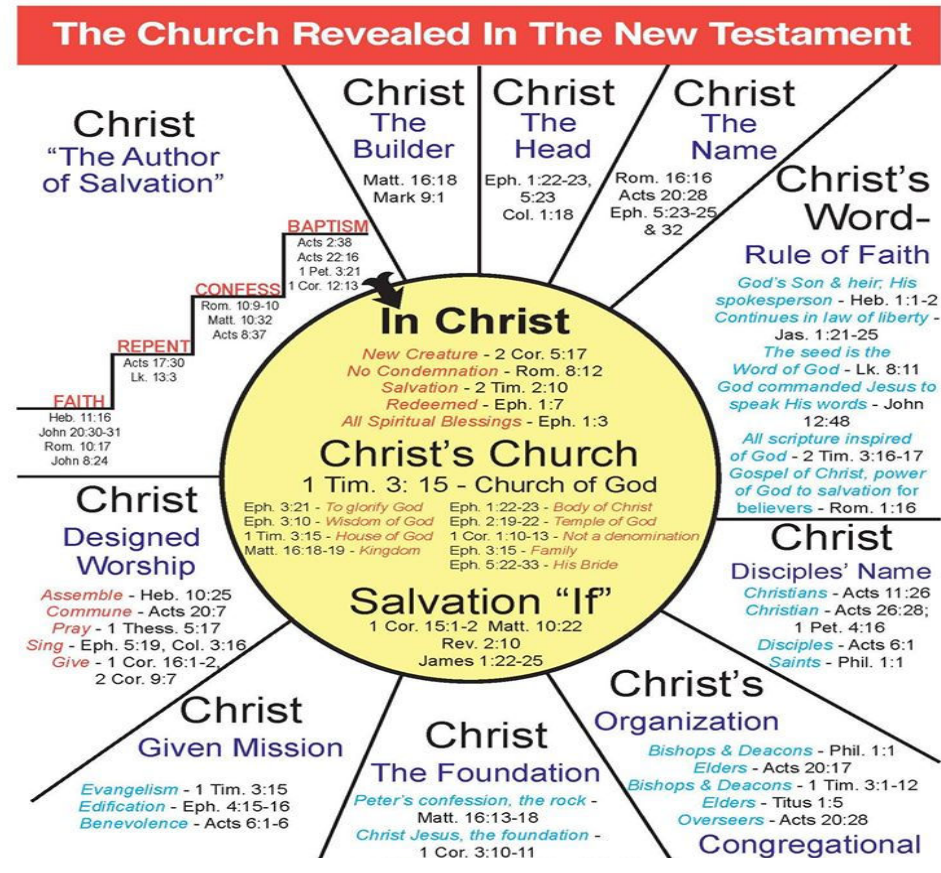 The Church Revealed In The New Testament
Christ
"The Author
of Salvation"
BAPTISM
Acts 2:38
Acts 22:16
1 Pet. 3:21
1 Cor. 12:13
CONFESS
Rom. 10:9-10
Matt. 10:32
Acts 8:37
REPENT
Acts 17:30
Lk. 13:3
FAITH
Heb. 11:16
John 20:30-31
Rom. 10:17
John 8:24
Christ
The
Builder
Matt. 16:18
Mark 9:1
Christ
The
Head
Eph. 1:22-23,
5:23
Col. 1:18
Christ
The
Name
Rom. 16:16
Acts 20:28
Eph. 5:23-25
& 32
Christ's
Word-
Rule of Faith
God's Son & heir; His
spokesperson - Heb. 1:1-2
Continues in law of liberty -
Jas. 1:21-25
The seed is the
Word of God - Lk. 8:11
God commanded Jesus to
speak His words - John
12:48
All scripture inspired
of God - 2 Tim. 3:16-17
Gospel of Christ, power
of God to salvation for
believers - Rom. 1:16
In Christ
New Creature - 2 Cor. 5:17
No Condemnation - Rom. 8:12
Salvation - 2 Tim. 2:10
Redeemed - Eph. 1:7
All Spiritual Blessings - Eph. 1:3
Christ's Church
1 Tim. 3: 15 - Church of God
Eph. 3:21 - To glorify God
Eph. 3:10 - Wisdom of God
1 Tim. 3:15 - House of God
Matt. 16:18-19 - Kingdom
Eph. 1:22-23 - Body of Christ
Eph. 2:19-22 - Temple of God
1 Cor. 1:10-13 - Not a denomination
Eph. 3:15 - Family
Eph. 5:22-33 - His Bride
Salvation "If"
1 Cor. 15:1-2 Matt. 10:22
Rev. 2:10
James 1:22-25
Christ
Designed
Worship
Assemble - Heb. 10:25
Commune - Acts 20:7
Pray - 1 Thess. 5:17
Sing - Eph. 5:19, Col. 3:16
Give - 1 Cor. 16:1-2,
2 Cor. 9:7
Christ
Disciples' Name
Christians - Acts 11:26
Christian - Acts 26:28;
1 Pet. 4:16
Disciples - Acts 6:1
Saints - Phil. 1:1
Christ
Given Mission
Evangelism - 1 Tim. 3:15
Edification - Eph. 4:15-16
Benevolence - Acts 6:1-6
Christ
The Foundation
Peter's confession, the rock -
Matt. 16:13-18
Christ Jesus, the foundation -
1 Cor. 3:10-11
Christ's
Organization
Bishops & Deacons - Phil. 1:1
Elders - Acts 20:17
Bishops & Deacons - 1 Tim. 3:1-12
Elders - Titus 1:5
Overseers - Acts 20:28
Congregational